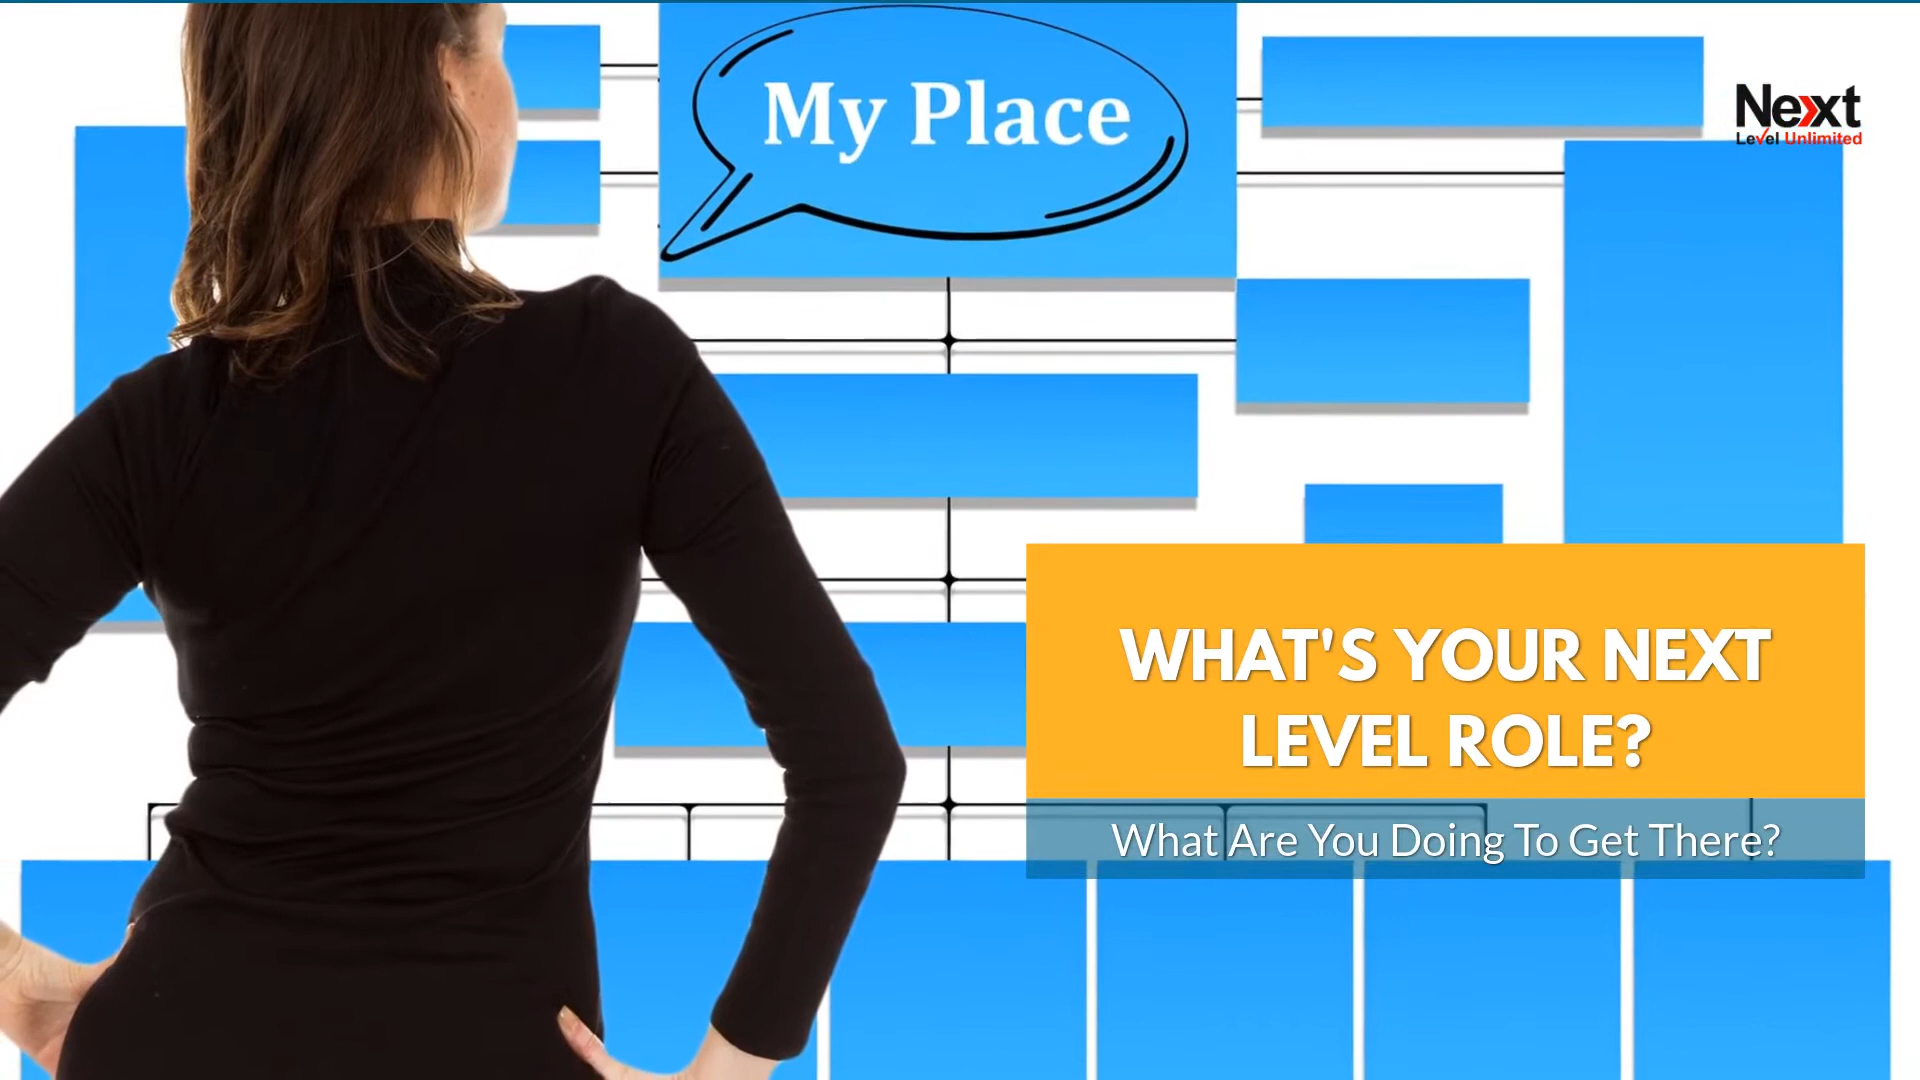 My Place
Next
Level Unlimited
WHAT'S YOUR NEXT
LEVEL ROLE?
What Are You Doing To Get There?